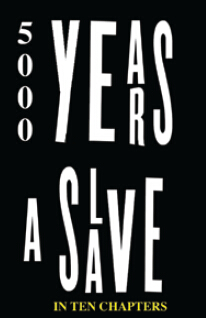 5000 YEARS
A SLAVE
IN TEN CHAPTERS